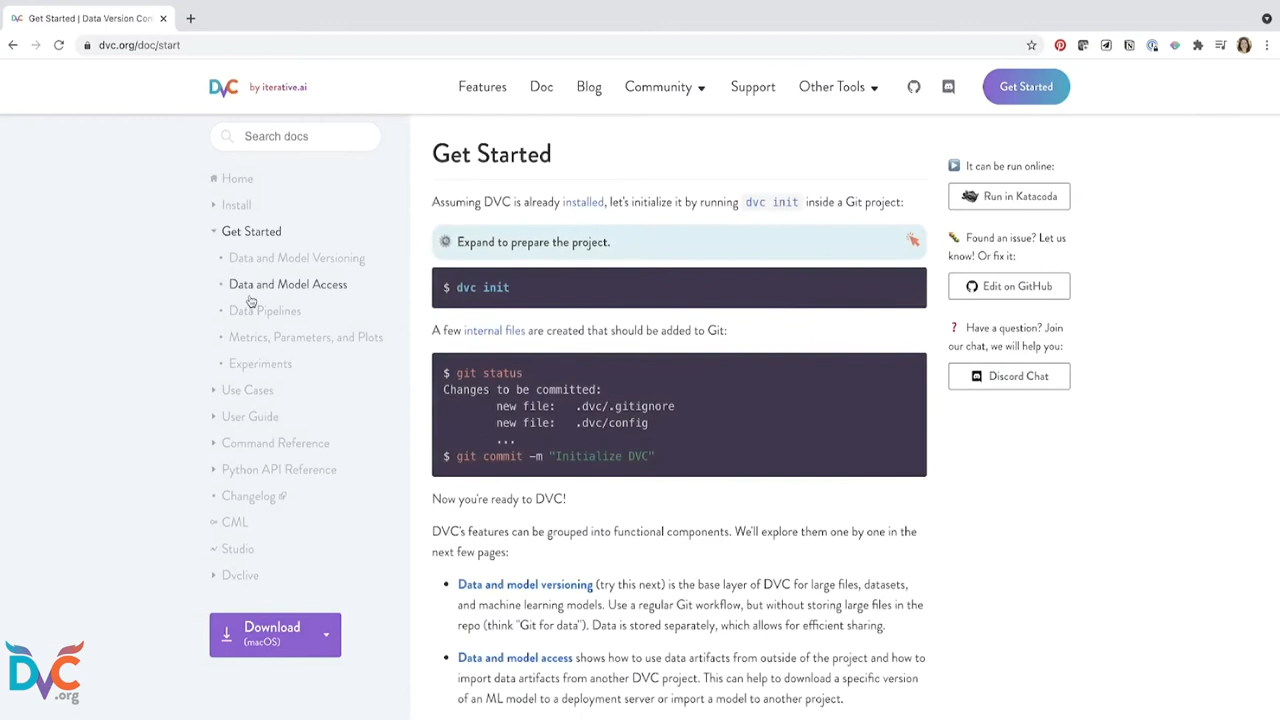 Get Started | Data Version Con
dvc.org/doc/start
DVC by iterative.ai
Features
Doc
Blog
Community
Support
Other Tools
Get Started
Search docs
Home
Install
Get Started
Data and Model Versioning
Data and Model Access
Data Pipelines
Metrics, Parameters, and Plots
Experiments
Use Cases
User Guide
Command Reference
Python API Reference
Changelog
CML
Studio
Dvclive
Download
(macOS)
DVC
.org
Get Started
Assuming DVC is already installed, let's initialize it by running dvc init inside a Git project:
Expand to prepare the project.
$ dvc init
A few internal files are created that should be added to Git:
$ git status
Changes to be committed:
new file: .dvc/.gitignore
new file: .dvc/config
...
$ git commit -m "Initialize DVC"
Now you're ready to DVC!
DVC's features can be grouped into functional components. We'll explore them one by one in the
next few pages:
• Data and model versioning (try this next) is the base layer of DVC for large files, datasets,
and machine learning models. Use a regular Git workflow, but without storing large files in the
repo (think "Git for data"). Data is stored separately, which allows for efficient sharing.
• Data and model access shows how to use data artifacts from outside of the project and how to
import data artifacts from another DVC project. This can help to download a specific version
of an ML model to a deployment server or import a model to another project.
It can be run online:
Run in Katacoda
Found an issue? Let us
know! Or fix it:
Edit on GitHub
? Have a question? Join
our chat, we will help you:
Discord Chat